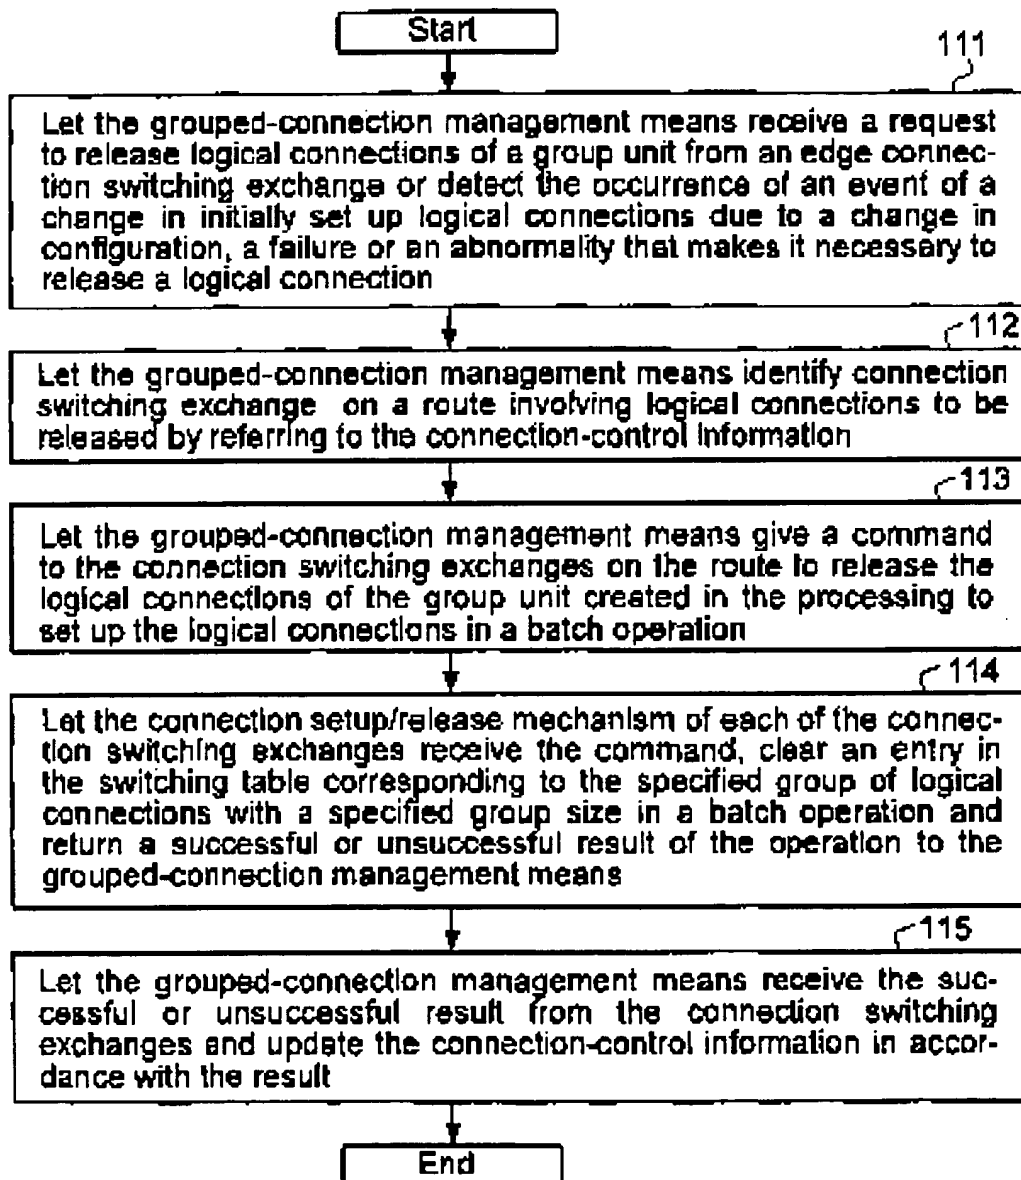 Start
111
Let the grouped-connection management means receive a request
to release logical connections of a group unit from an edge connec-
tion switching exchange or detect the occurrence of an event of a
change in initially set up logical connections due to a change in
configuration, a failure or an abnormality that makes it necessary to
release a logical connection
112
Let the grouped-connection management means identify connection
switching exchange on a route involving logical connections to be
released by referring to the connection-control information
113
Let the grouped-connection management means give a command
to the connection switching exchanges on the route to release the
logical connections of the group unit created in the processing to
set up the logical connections in a batch operation
114
Let the connection setup/release mechanism of each of the connec-
tion switching exchanges receive the command, clear an entry in
the switching table corresponding to the specified group of logical
connections with a specified group size in a batch operation and
return a successful or unsuccessful result of the operation to the
grouped-connection management means
115
Let the grouped-connection management means receive the suc-
cessful or unsuccessful result from the connection switching
exchanges and update the connection-control information in accor-
dance with the result
End